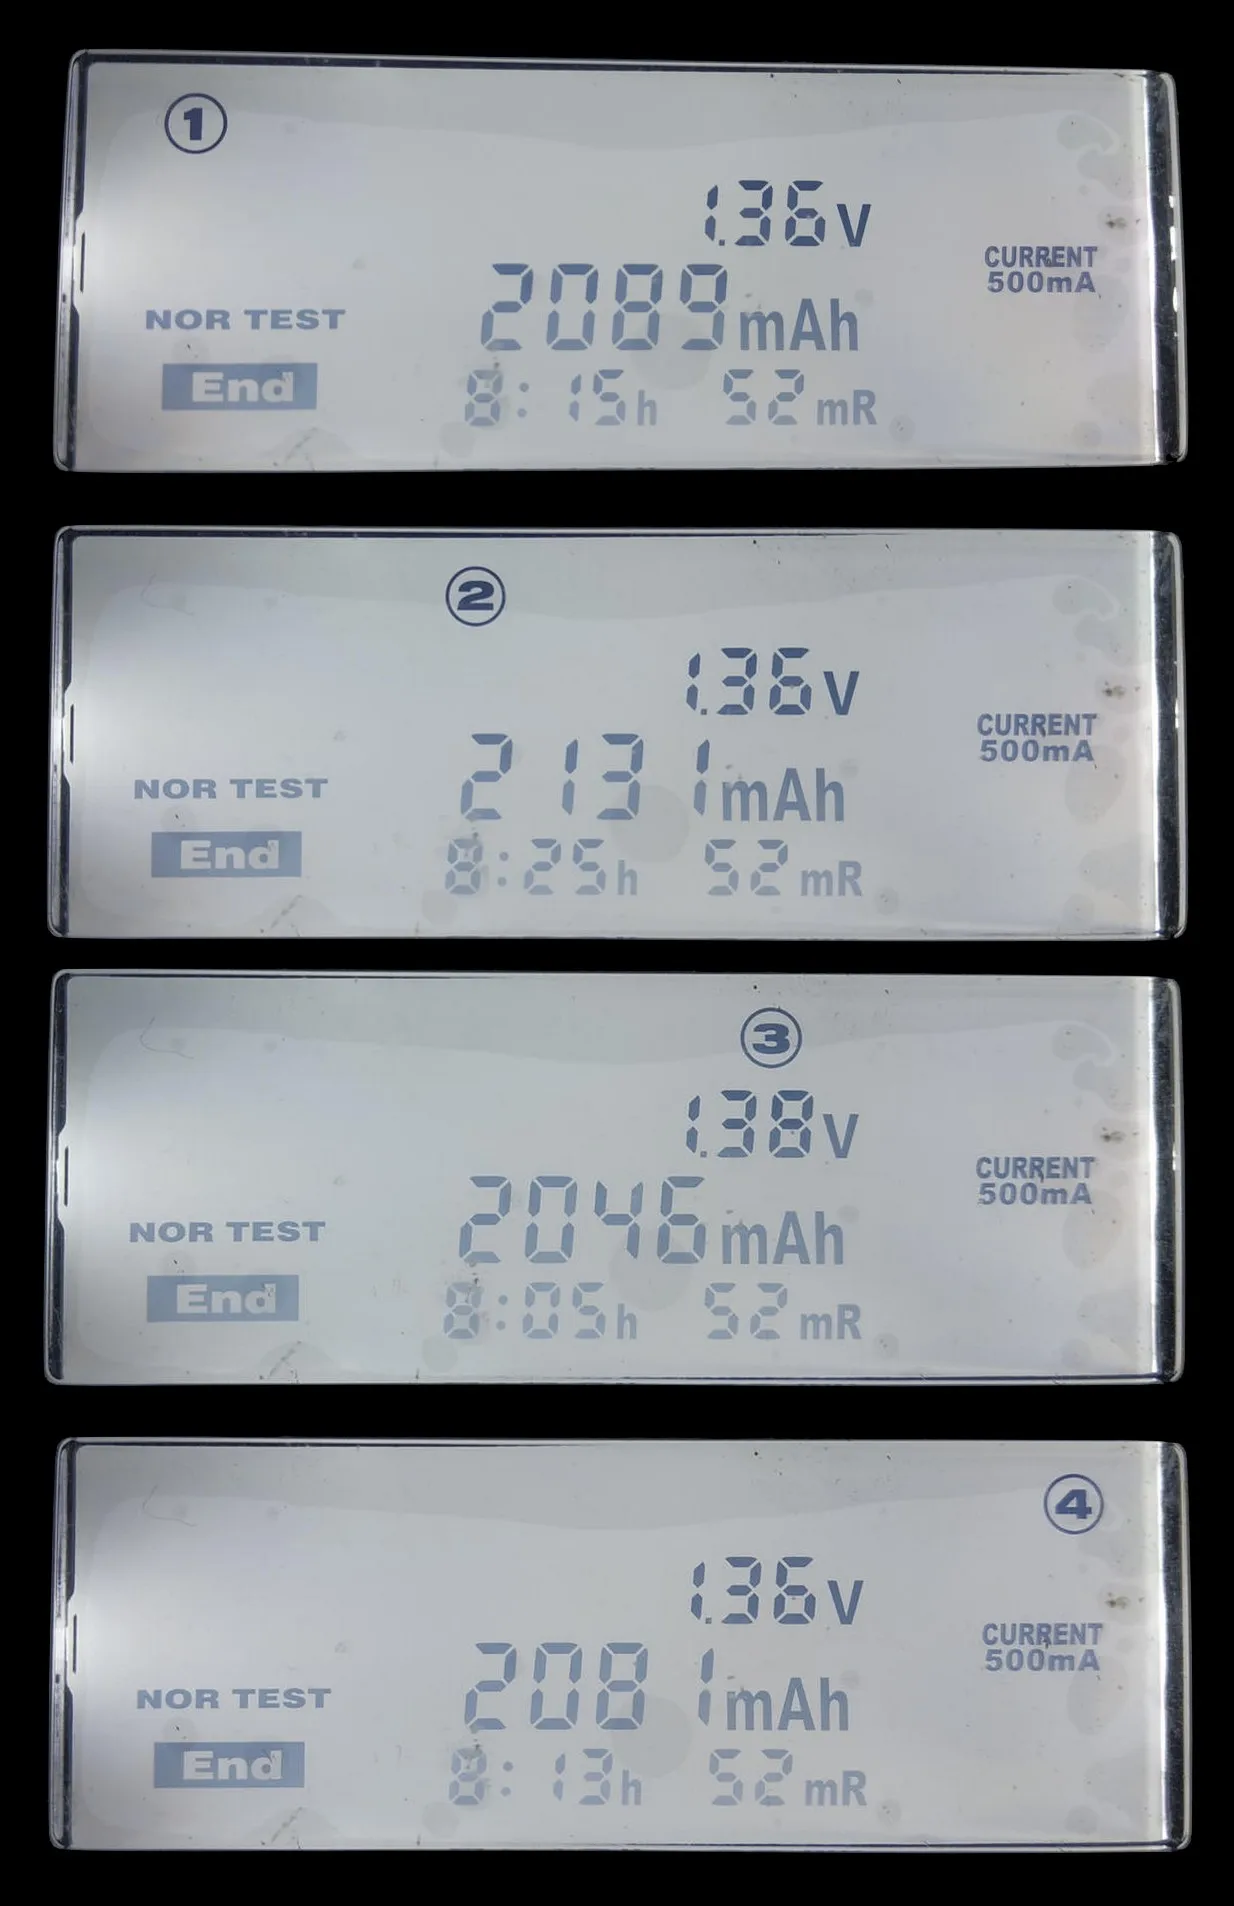 1
1.36V
CURRENT
500mA
2089mAh
NOR TEST
End
8:15h 52mR
2
1.36V
CURRENT
500mA
2131mAh
NOR TEST
End
8:25h 52mR
3
1.38V
CURRENT
500mA
2046mAh
NOR TEST
End
8:05h 52mR
4
1.36V
CURRENT
500mA
2081mAh
NOR TEST
End
8:13h 52mR